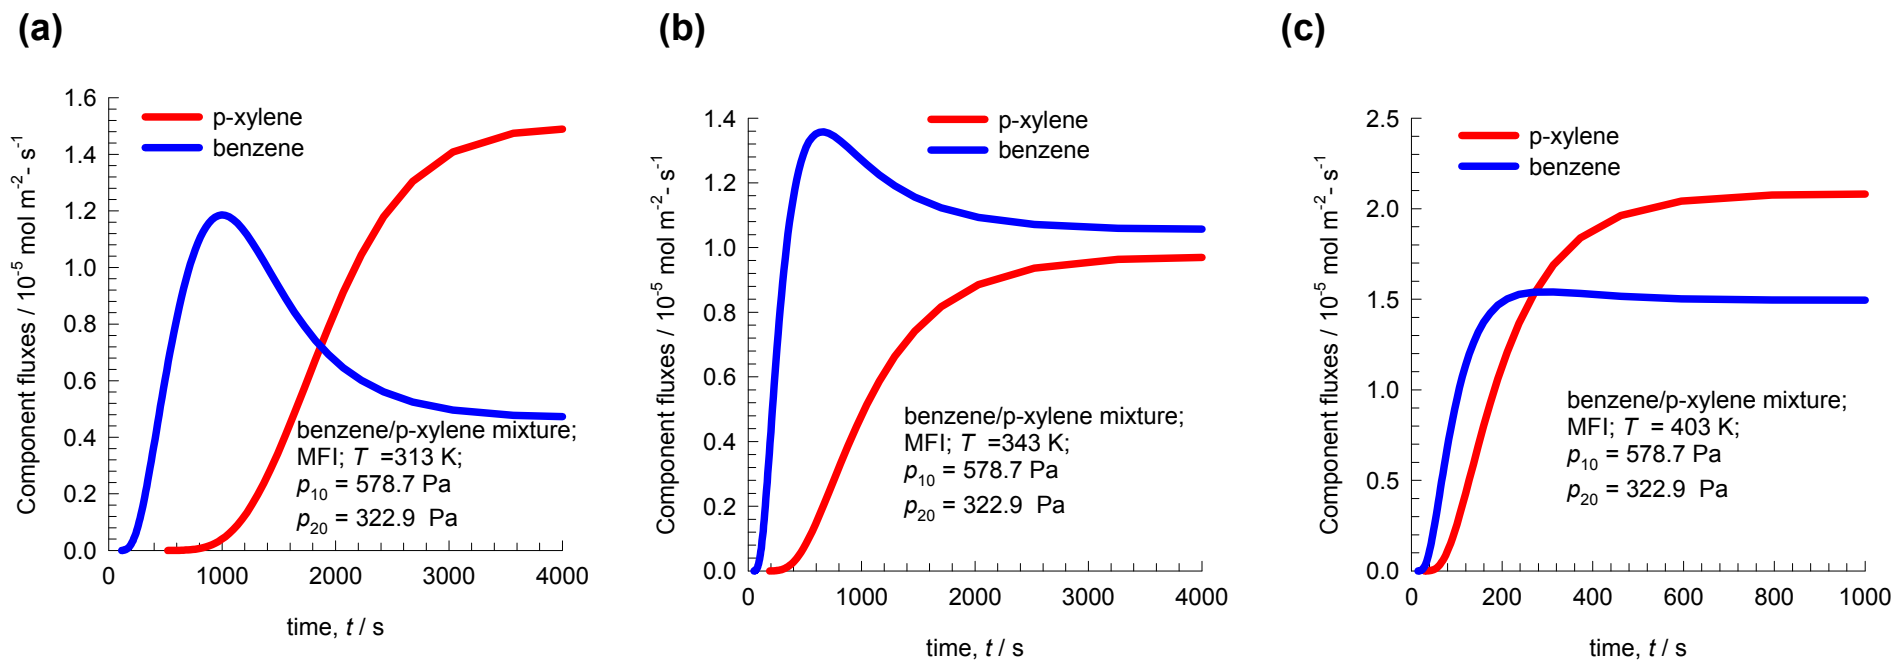 (a)
Component fluxes / 10⁻⁵ mol m⁻²- s⁻¹
1.6
1.4
1.2
1.0
0.8
0.6
0.4
0.2
0.0
p-xylene
benzene
benzene/p-xylene mixture;
MFI; T =313 K;
p₁₀ = 578.7 Pa
p₂₀ = 322.9 Pa
0 1000 2000 3000 4000
time, t / s
(b)
Component fluxes / 10⁻⁵ mol m⁻²- s⁻¹
1.4
1.2
1.0
0.8
0.6
0.4
0.2
0.0
p-xylene
benzene
benzene/p-xylene mixture;
MFI; T =343 K;
p₁₀ = 578.7 Pa
p₂₀ = 322.9 Pa
0 1000 2000 3000 4000
time, t / s
(c)
Component fluxes / 10⁻⁵ mol m⁻²- s⁻¹
2.5
2.0
1.5
1.0
0.5
0.0
p-xylene
benzene
benzene/p-xylene mixture;
MFI; T = 403 K;
p₁₀ = 578.7 Pa
p₂₀ = 322.9 Pa
0 200 400 600 800 1000
time, t / s